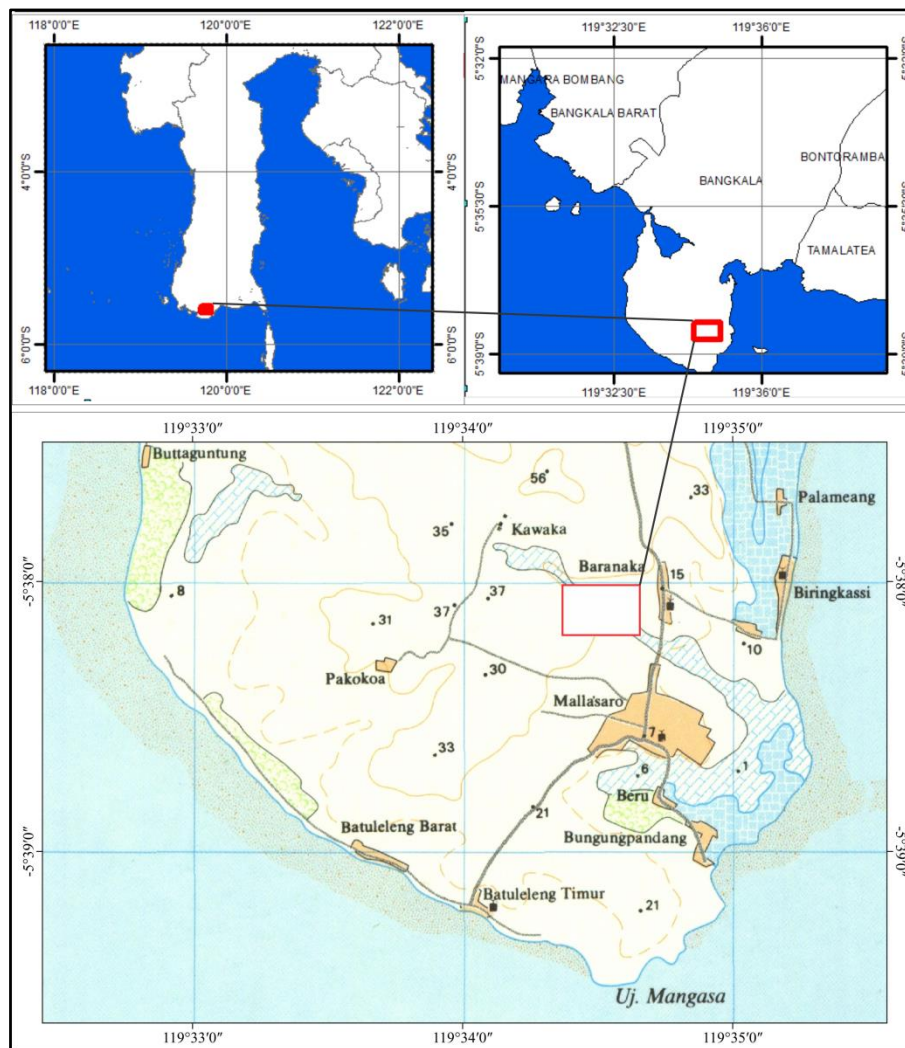 118°0'0"E 120°0'0"E 122°0'0"E
4°0'0"S 4°0'0"S
6°0'0"S 6°0'0"S
118°0'0"E 120°0'0"E 122°0'0"E
119°32'30"E 119°36'0"E
5°32'0"S
MANGARA BOMBANG
BANGKALA BARAT
BONTORAMBA
BANGKALA
5°35'30"S
TAMALATEA
5°39'0"S
119°32'30"E 119°36'0"E
119°33'0" 119°34'0" 119°35'0"
Buttaguntung
56
33
Palameang
35
Kawaka
Baranaka
15
-5°38'0" -5°38'0"
8
37
37
Biringkassi
31
10
Pakokoa
30
Mallasaro
7
33
6
1
Beru
21
Batuleleng Barat
Bungungpandang
-5°39'0" -5°39'0"
Batuleleng Timur
21
Uj. Mangasa
119°33'0" 119°34'0" 119°35'0"